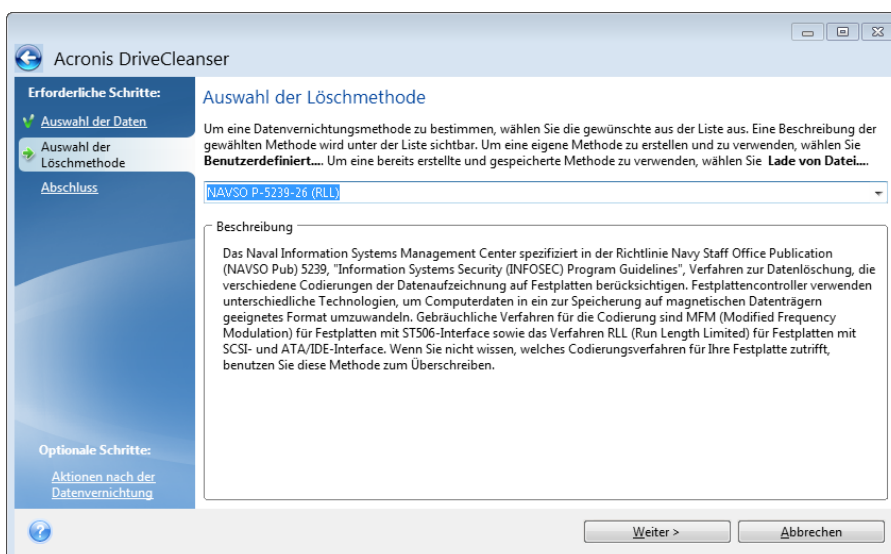 Acronis DriveCleanser
Erforderliche Schritte:
Auswahl der Daten
Auswahl der
Löschmethode
Abschluss
Optionale Schritte:
Aktionen nach der
Datenvernichtung
Auswahl der Löschmethode
Um eine Datenvernichtungsmethode zu bestimmen, wählen Sie die gewünschte aus der Liste aus. Eine Beschreibung der
gewählten Methode wird unter der Liste sichtbar. Um eine eigene Methode zu erstellen und zu verwenden, wählen Sie
Benutzerdefiniert.... Um eine bereits erstellte und gespeicherte Methode zu verwenden, wählen Sie Lade von Datei....
NAVSO P-5239-26 (RLL)
Beschreibung
Das Naval Information Systems Management Center spezifiziert in der Richtlinie Navy Staff Office Publication
(NAVSO Pub) 5239, "Information Systems Security (INFOSEC) Program Guidelines", Verfahren zur Datenlöschung, die
verschiedene Codierungen der Datenaufzeichnung auf Festplatten berücksichtigen. Festplattencontroller verwenden
unterschiedliche Technologien, um Computerdaten in ein zur Speicherung auf magnetischen Datenträgern
geeignetes Format umzuwandeln. Gebräuchliche Verfahren für die Codierung sind MFM (Modified Frequency
Modulation) für Festplatten mit ST506-Interface sowie das Verfahren RLL (Run Length Limited) für Festplatten mit
SCSI- und ATA/IDE-Interface. Wenn Sie nicht wissen, welches Codierungsverfahren für Ihre Festplatte zutrifft,
benutzen Sie diese Methode zum Überschreiben.
?
Weiter >
Abbrechen